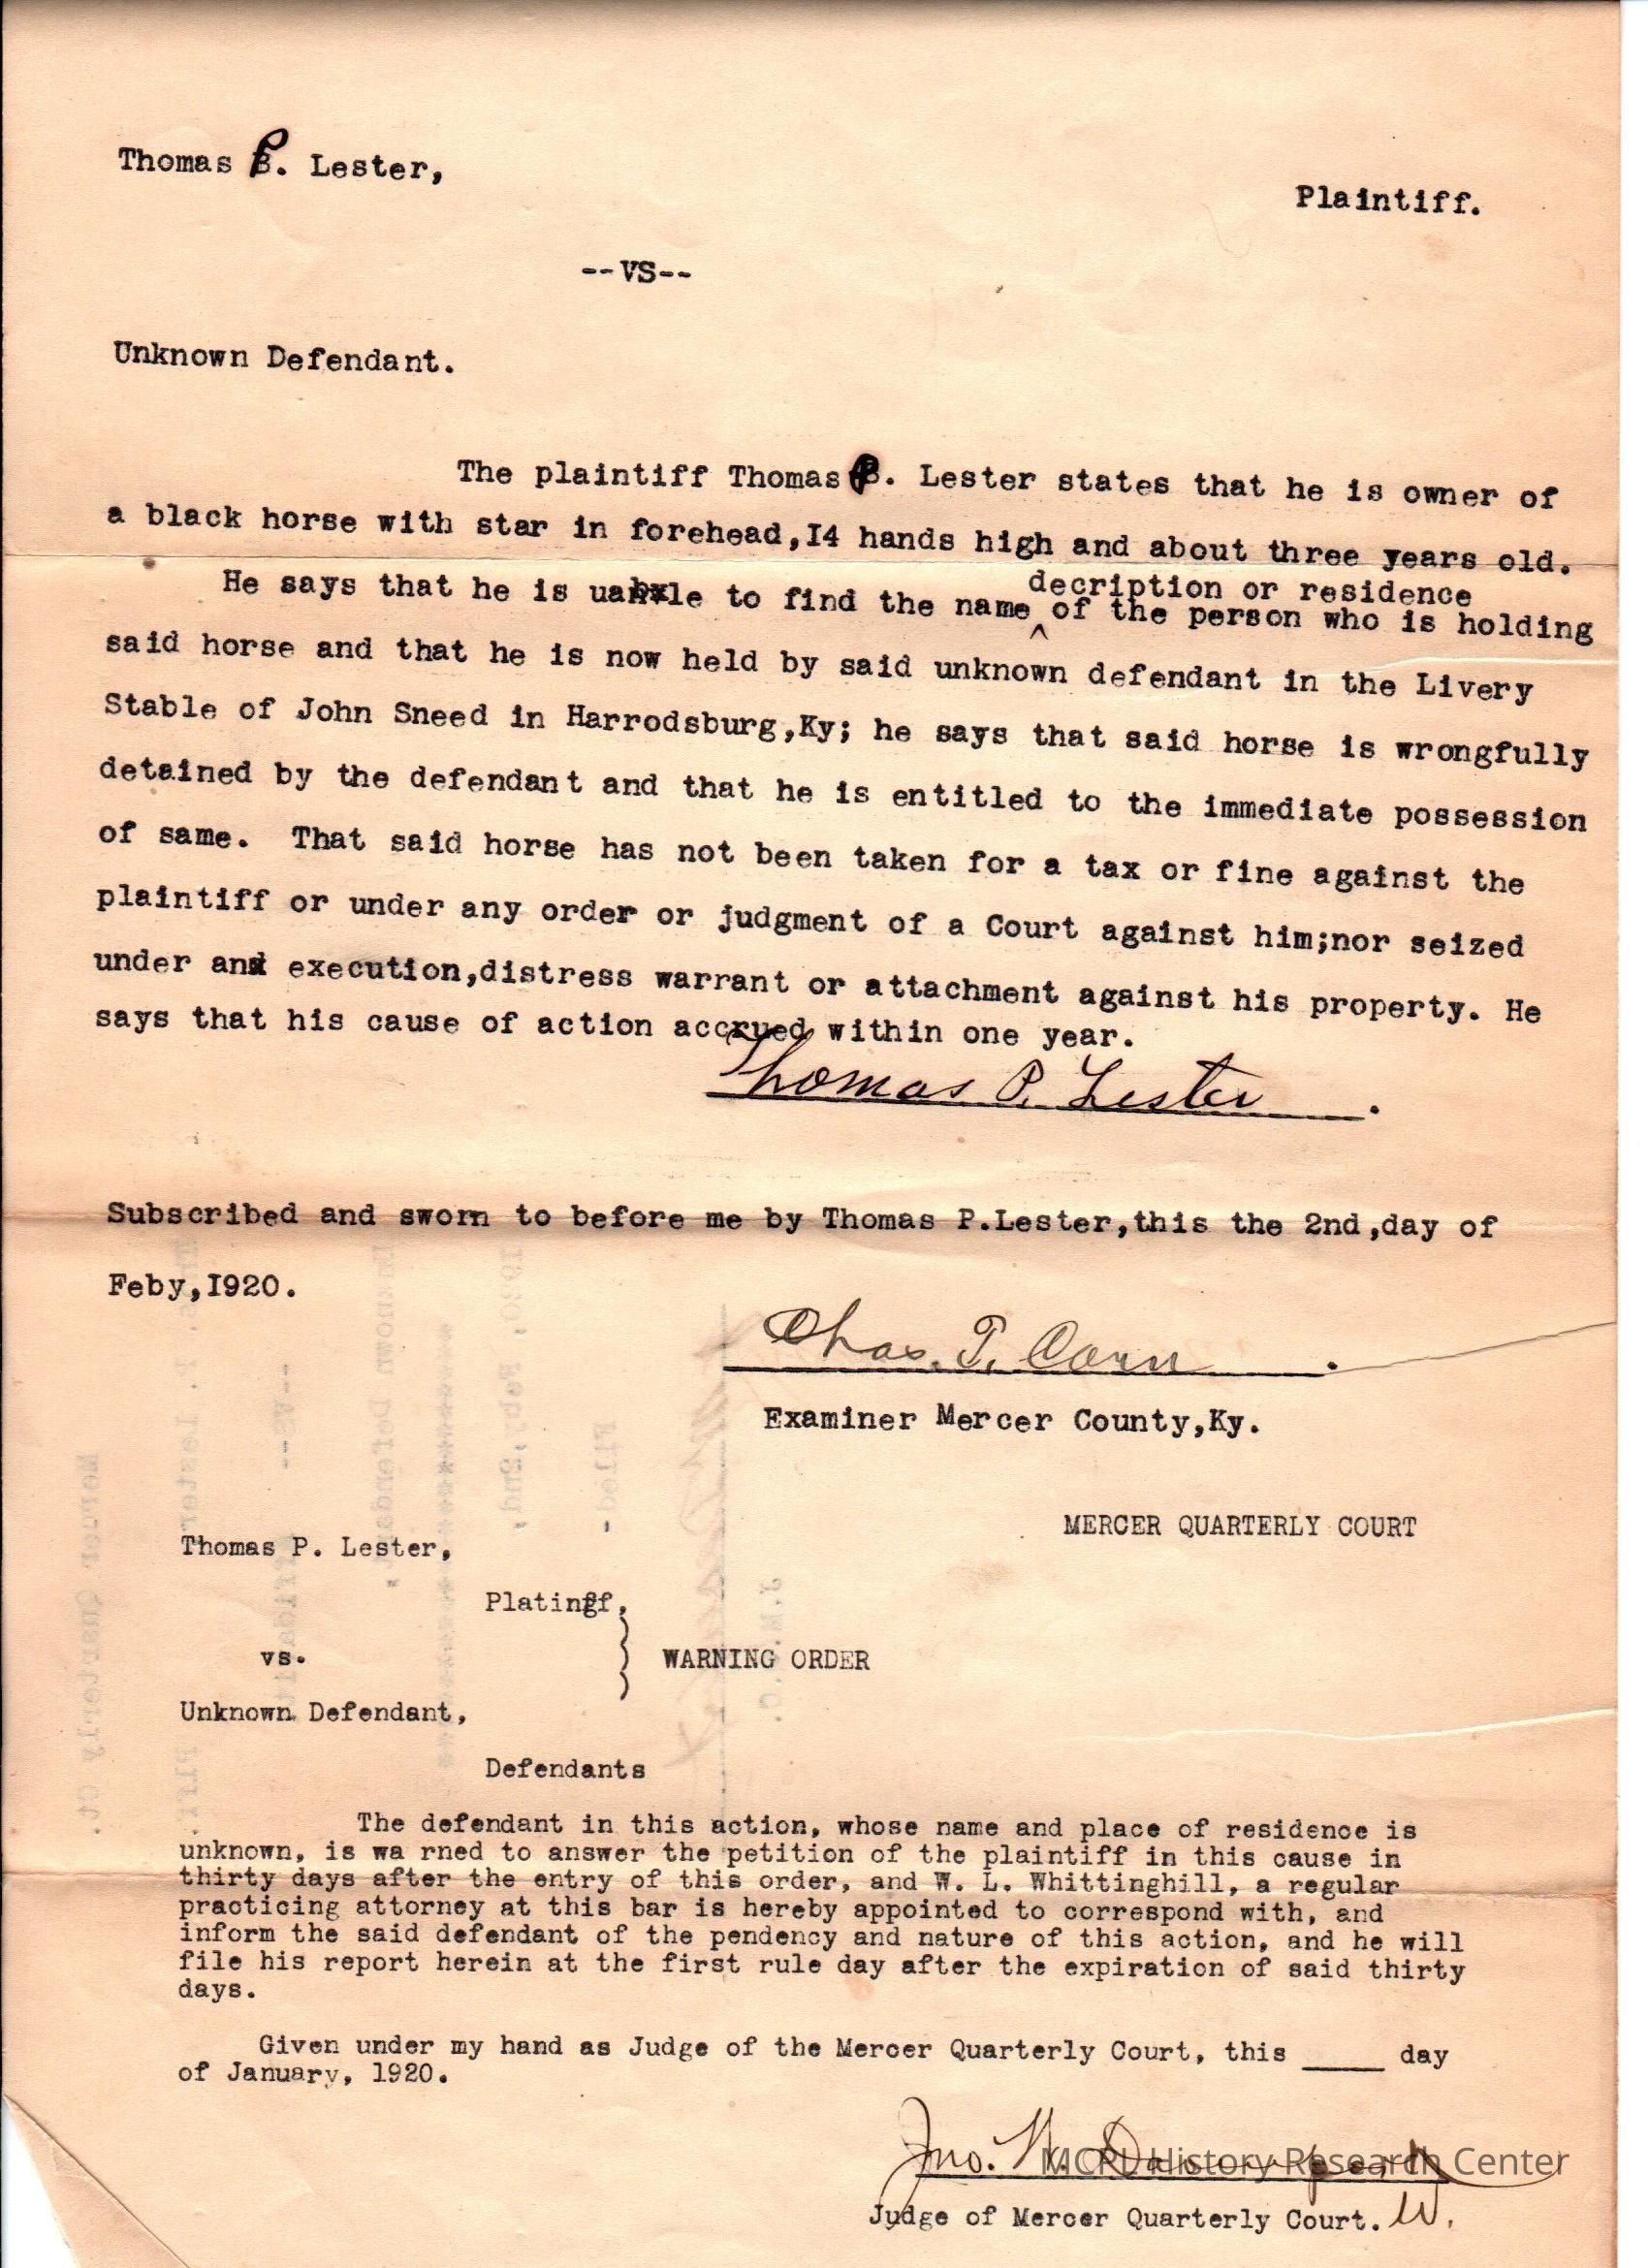 Thomas P. Lester,
Plaintiff.
--VS--
Unknown Defendant.
The plaintiff Thomas P. Lester states that he is owner of
a black horse with star in forehead,I4 hands high and about three years old.
decription or residence
He says that he is uabxle to find the name ^ of the person who is holding
said horse and that he is now held by said unknown defendant in the Livery
Stable of John Sneed in Harrodsburg,Ky; he says that said horse is wrongfully
detained by the defendant and that he is entitled to the immediate possession
of same. That said horse has not been taken for a tax or fine against the
plaintiff or under any order or judgment of a Court against him;nor seized
under and execution,distress warrant or attachment against his property. He
says that his cause of action accrued within one year.
Thomas P. Lester.
Subscribed and sworn to before me by Thomas P.Lester,this the 2nd,day of
Feby,I920.
Chas. T. Corn.
Examiner Mercer County,Ky.
MERCER QUARTERLY COURT
Thomas P. Lester,
Platinff,
vs.
WARNING ORDER
Unknown Defendant,
Defendants
The defendant in this action, whose name and place of residence is
unknown, is wa rned to answer the petition of the plaintiff in this cause in
thirty days after the entry of this order, and W. L. Whittinghill, a regular
practicing attorney at this bar is hereby appointed to correspond with, and
inform the said defendant of the pendency and nature of this action, and he will
file his report herein at the first rule day after the expiration of said thirty
days.
Given under my hand as Judge of the Mercer Quarterly Court, this _____ day
of January, 1920.
Jno. W.
MCPL History Research Center
Judge of Mercer Quarterly Court.